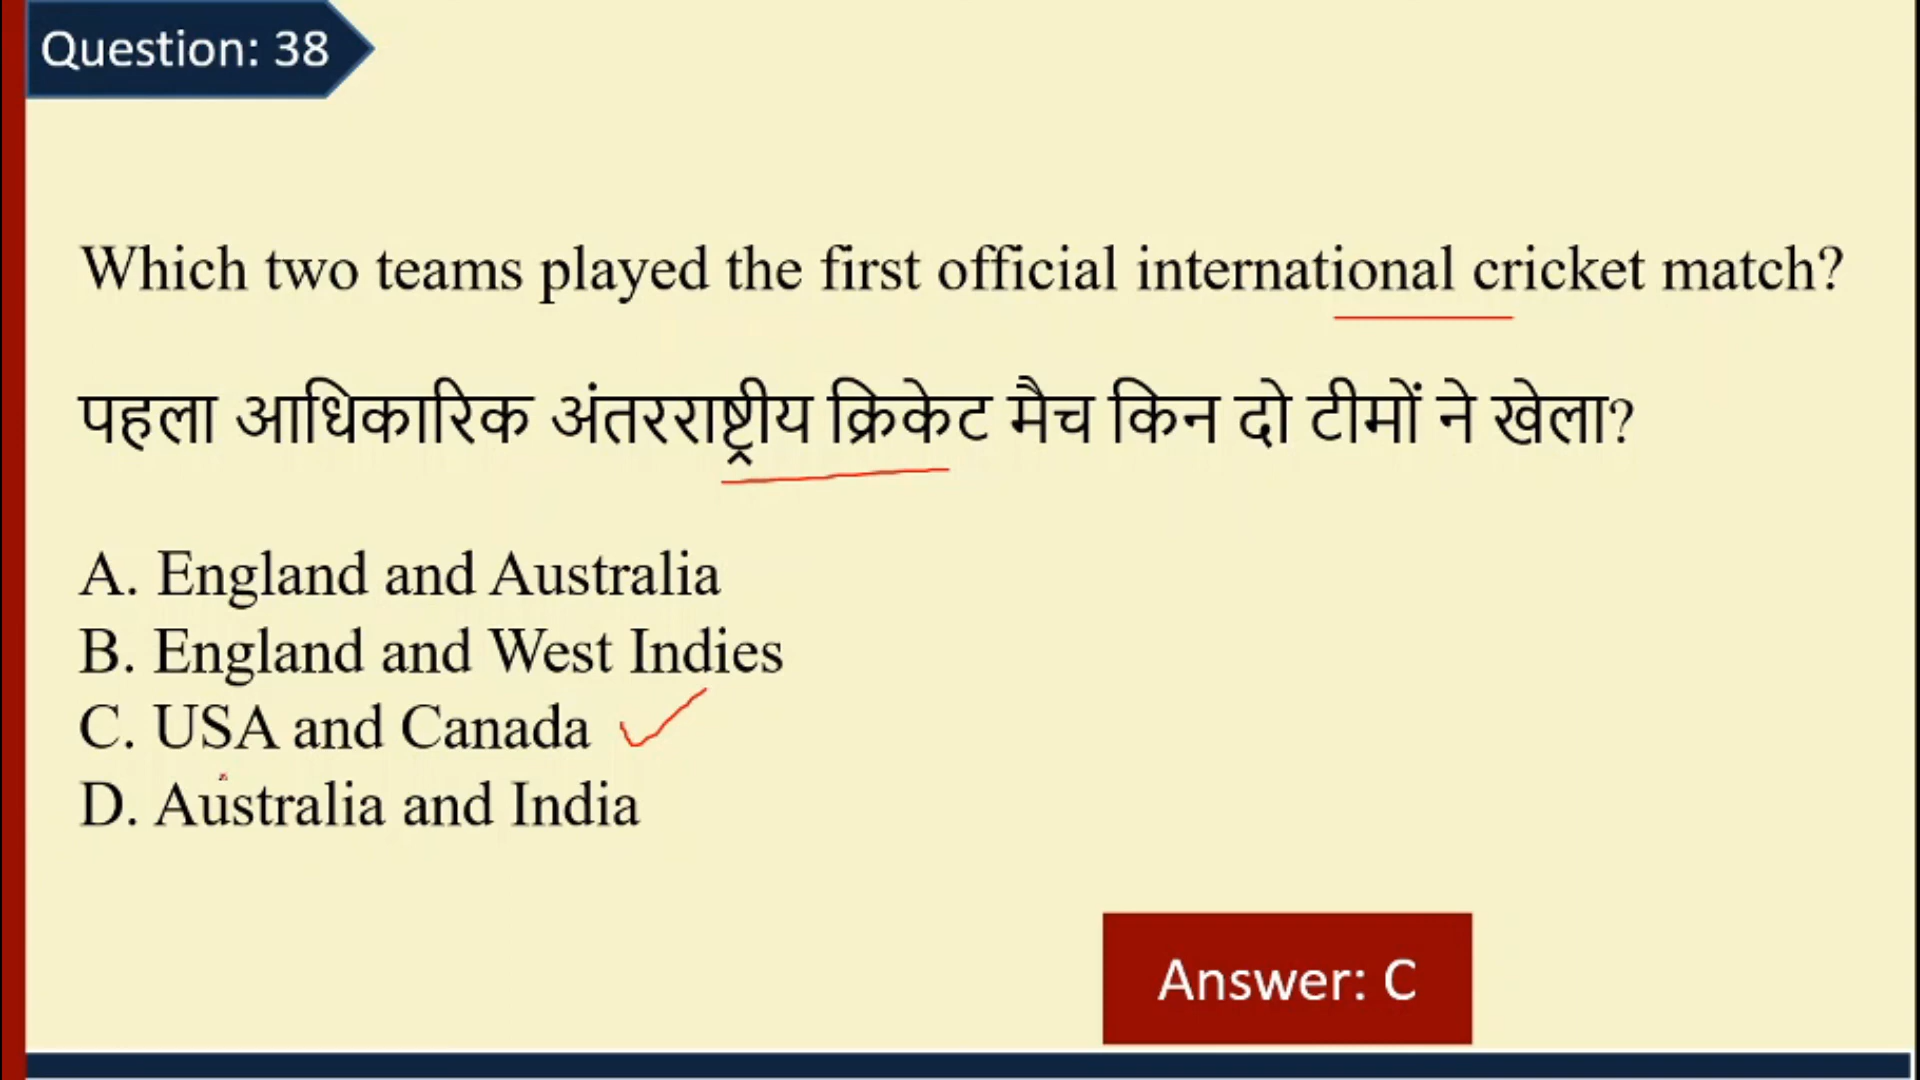 Question: 38
Which two teams played the first official international cricket match?
पहला आधिकारिक अंतरराष्ट्रीय क्रिकेट मैच किन दो टीमों ने खेला?
A. England and Australia
B. England and West Indies
C. USA and Canada
D. Australia and India
Answer: C